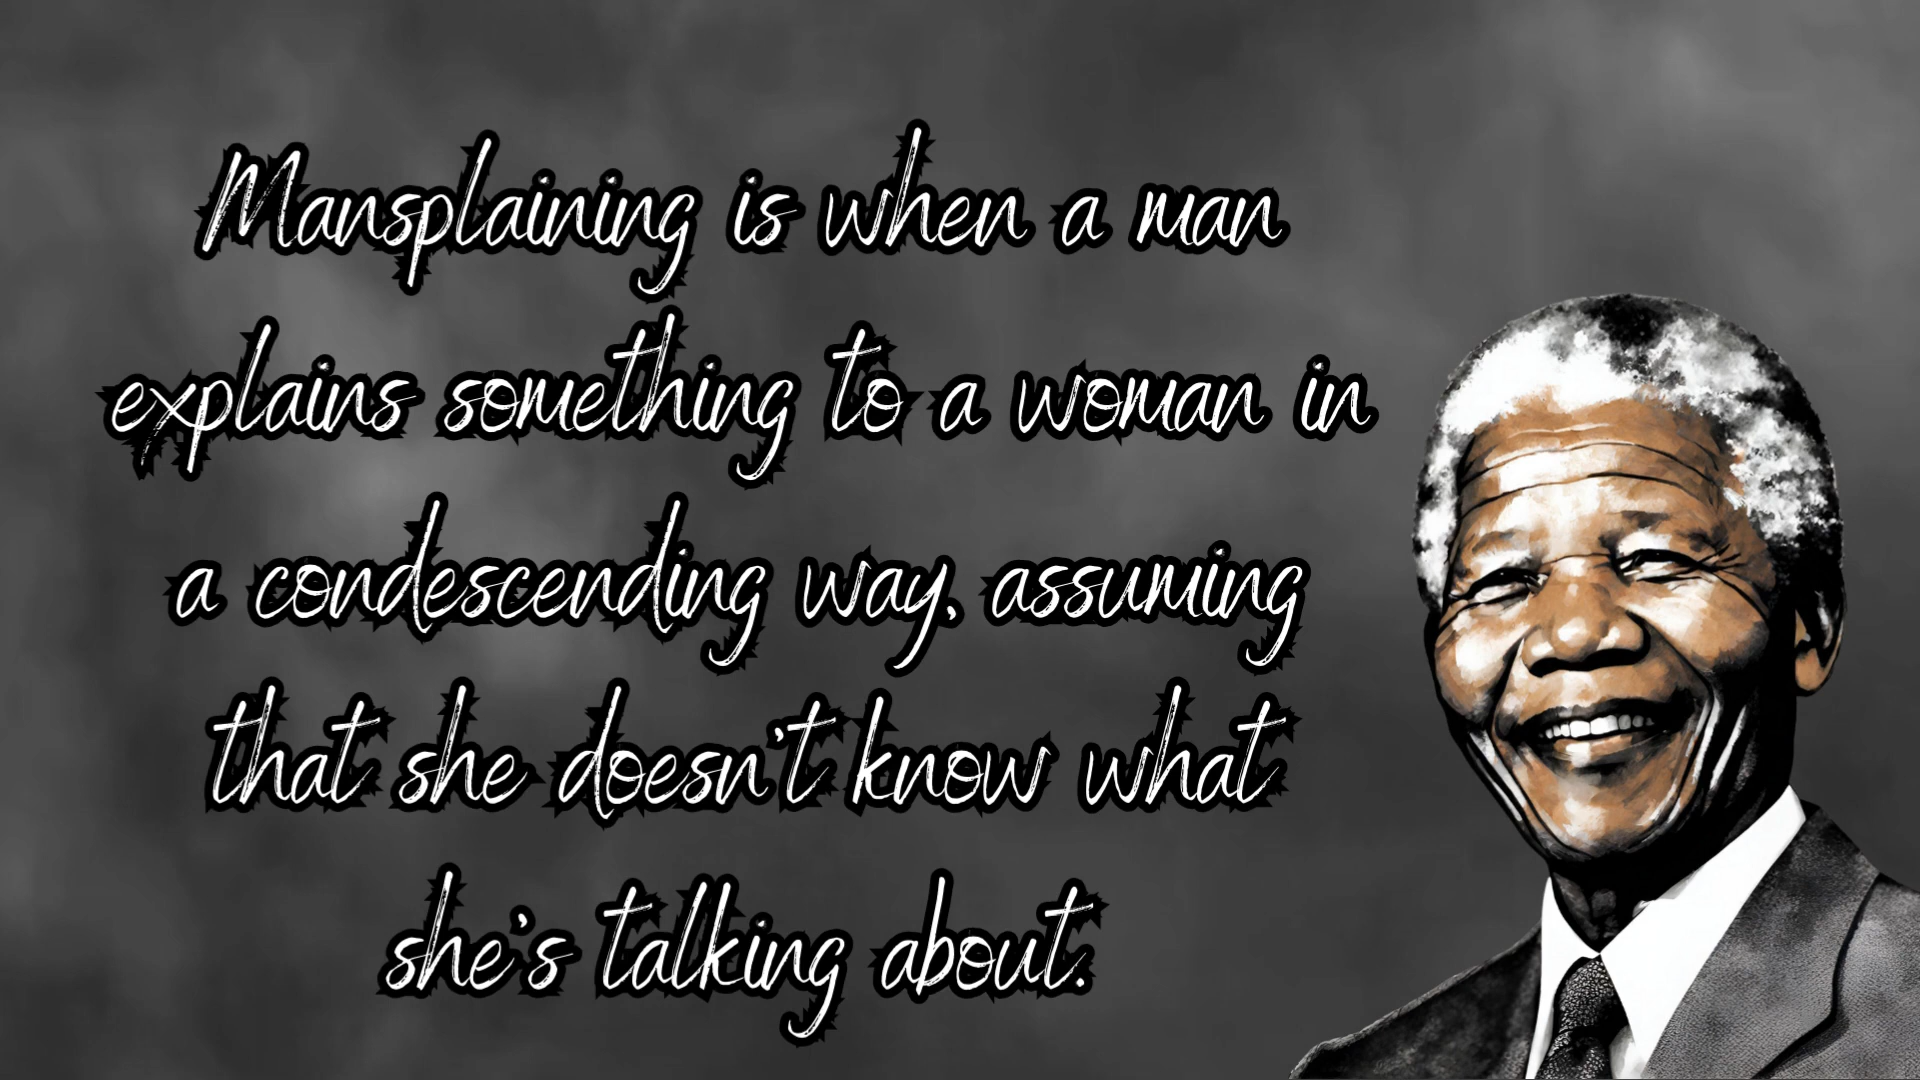 Mansplaining is when a man
explains something to a woman in
a condescending way, assuming
that she doesn't know what
she's talking about.